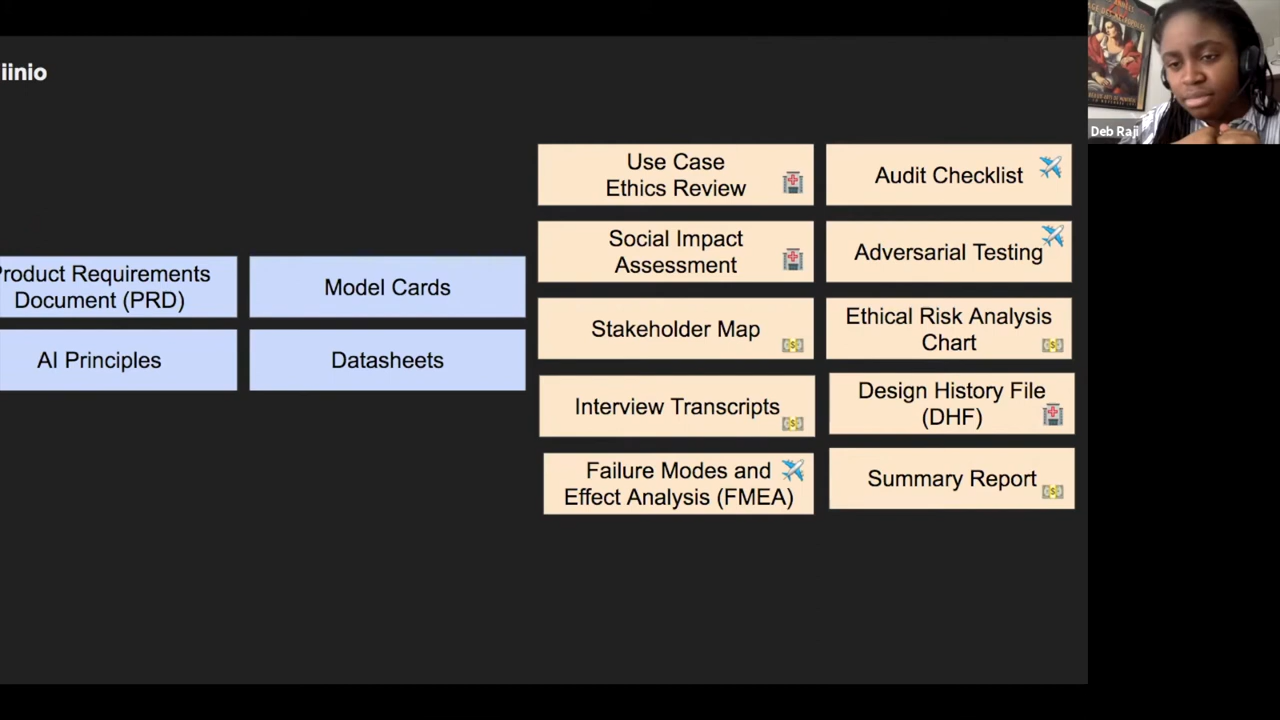 iinio
Deb Raji
Product Requirements
Document (PRD)
AI Principles
Model Cards
Datasheets
Use Case
Ethics Review
Social Impact
Assessment
Stakeholder Map
Interview Transcripts
Failure Modes and
Effect Analysis (FMEA)
Audit Checklist
Adversarial Testing
Ethical Risk Analysis
Chart
Design History File
(DHF)
Summary Report